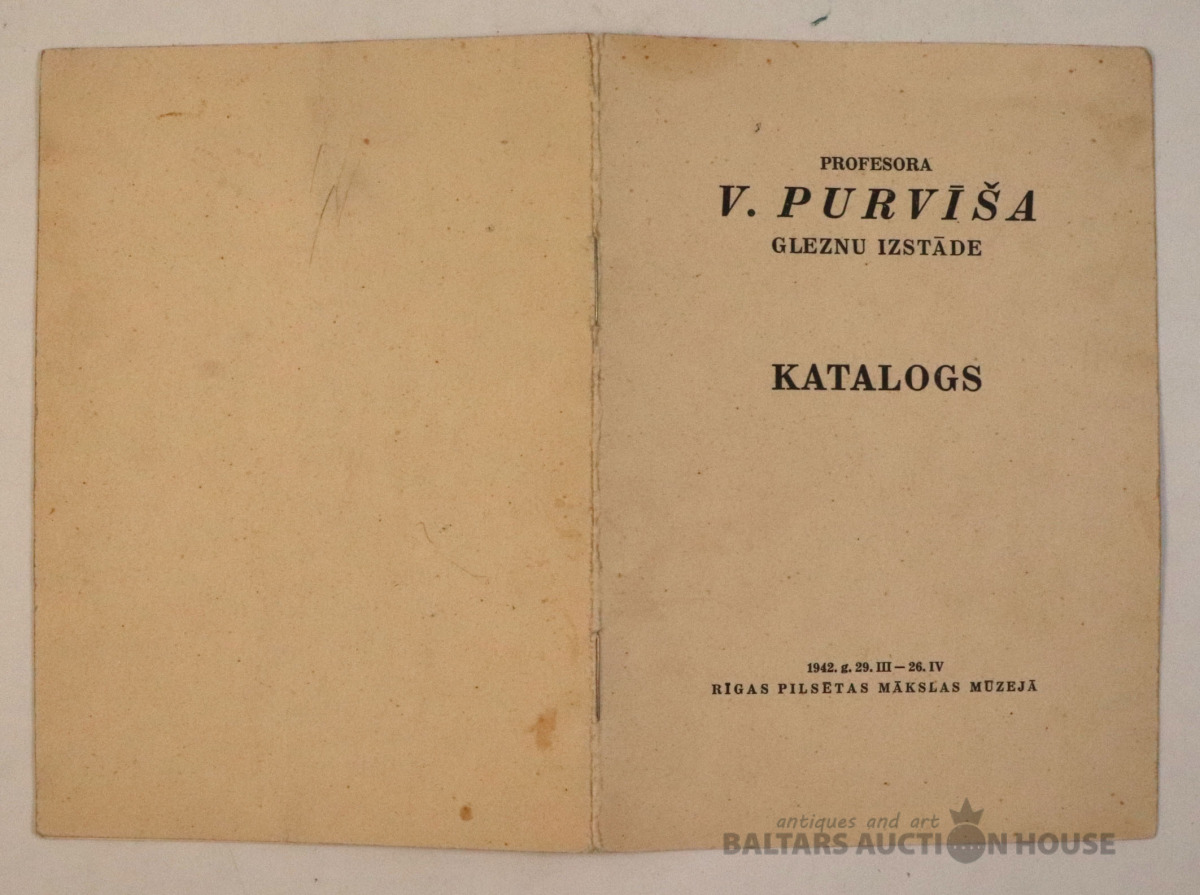 PROFESORA
V. PURVĪŠA
GLEZNU IZSTĀDE
KATALOGS
1942. g. 29. III — 26. IV
RĪGAS PILSĒTAS MĀKSLAS MŪZEJĀ
antiques and art
BALTARS AUCTION HOUSE